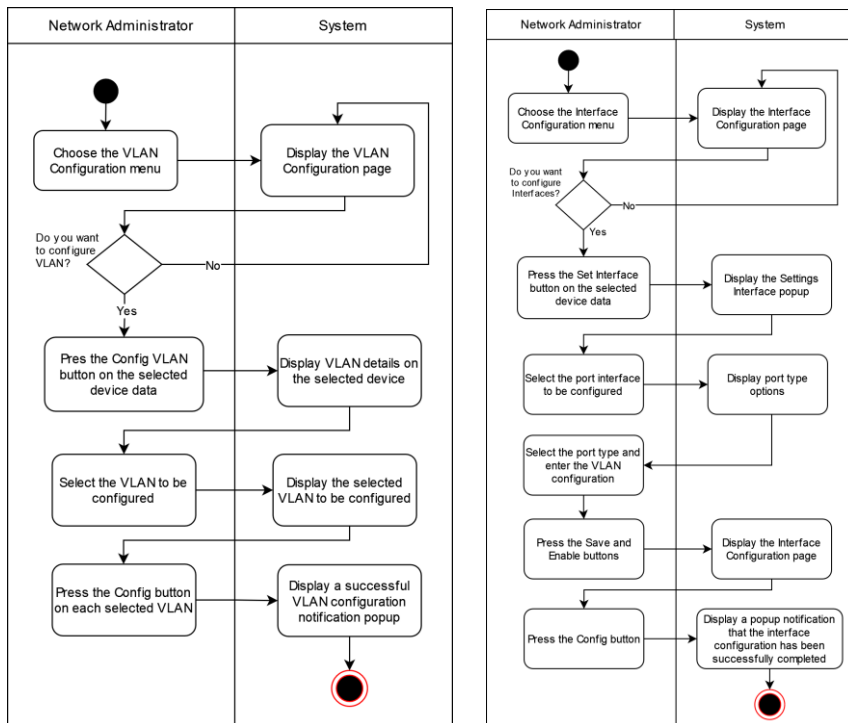 Network Administrator
System
Choose the VLAN
Configuration menu
Display the VLAN
Configuration page
Do you want
to configure
VLAN?
No
Yes
Pres the Config VLAN
button on the selected
device data
Display VLAN details on
the selected device
Select the VLAN to be
configured
Display the selected
VLAN to be configured
Press the Config button
on each selected VLAN
Display a successful
VLAN configuration
notification popup
Network Administrator
System
Choose the Interface
Configuration menu
Display the Interface
Configuration page
Do you want
to configure
Interfaces?
No
Yes
Press the Set Interface
button on the selected
device data
Display the Settings
Interface popup
Select the port interface
to be configured
Display port type
options
Select the port type and
enter the VLAN
configuration
Press the Save and
Enable buttons
Display the Interface
Configuration page
Press the Config button
Display a popup notification
that the interface
configuration has been
successfully completed